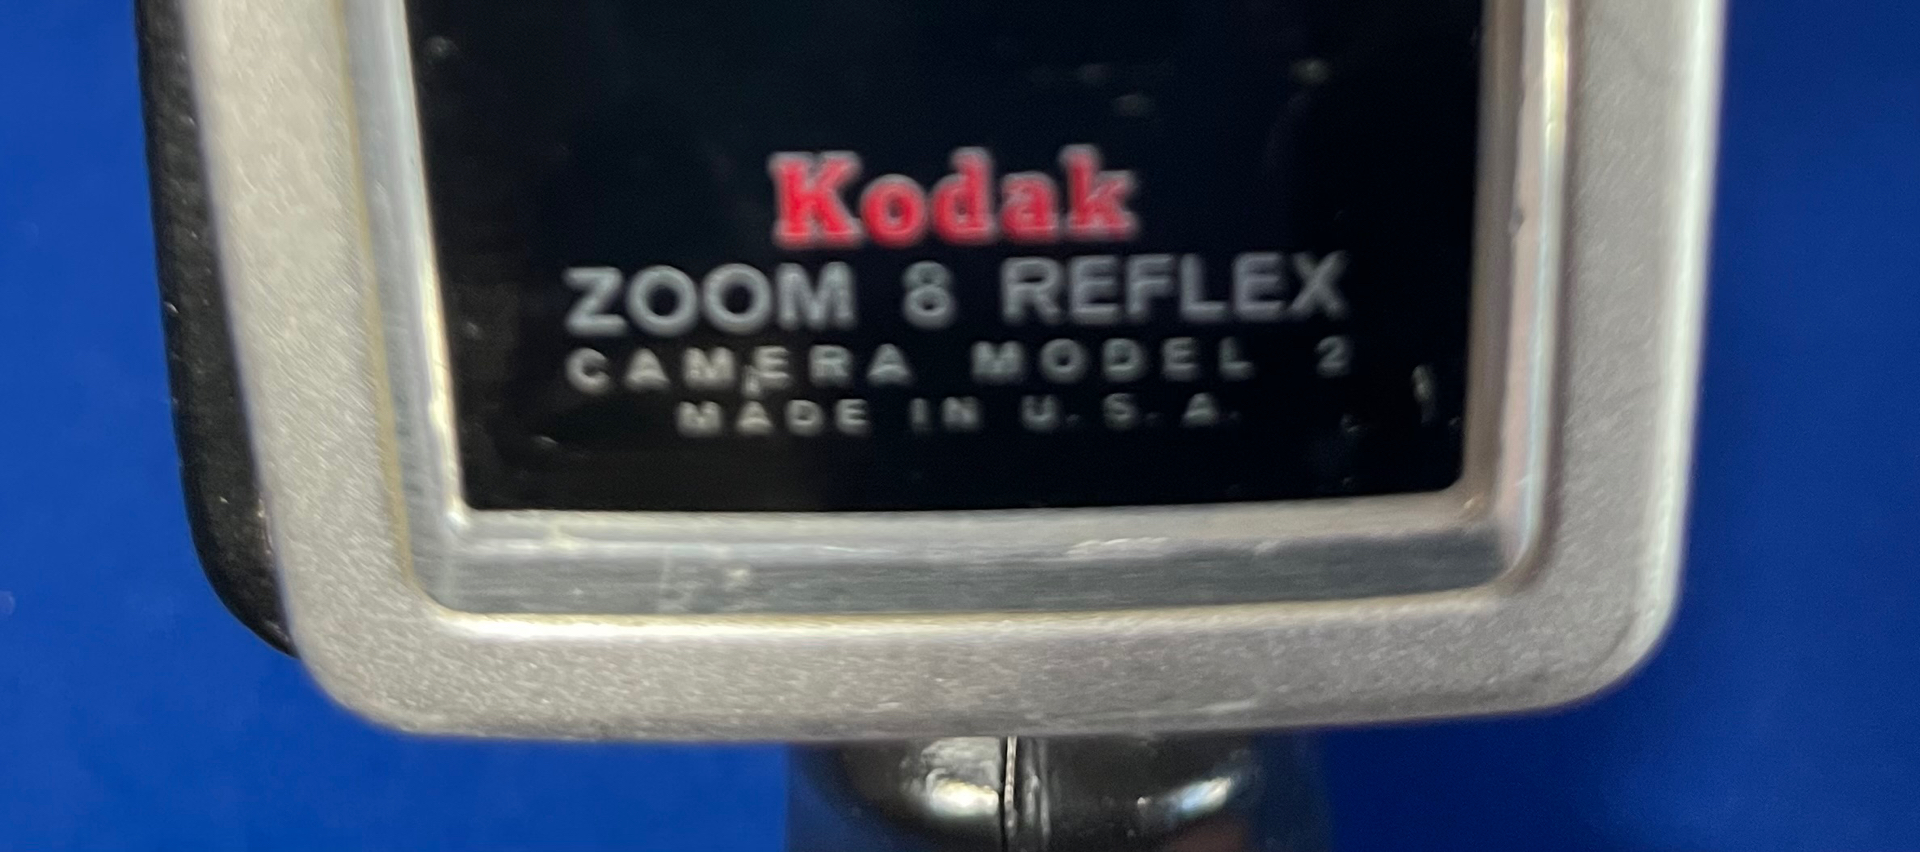 Kodak
ZOOM 8 REFLEX
CAMERA MODEL 2
MADE IN U.S.A.